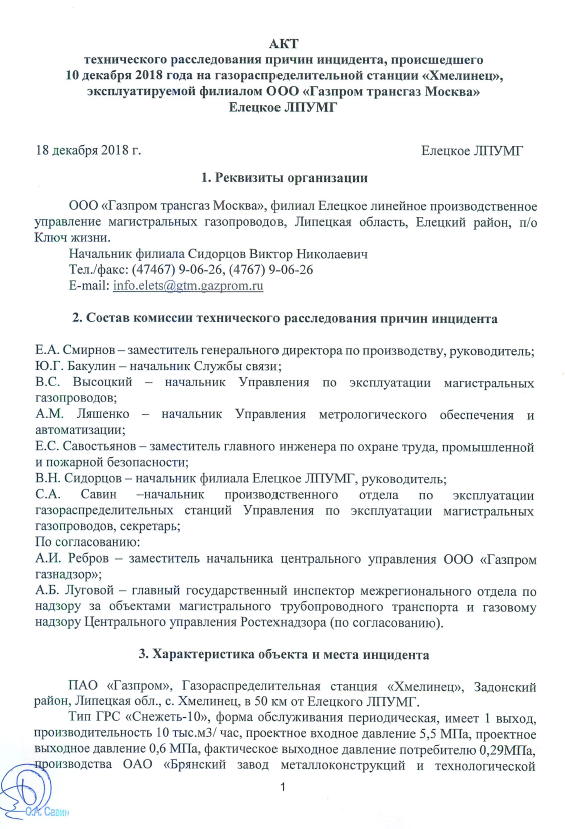 АКТ
технического расследования причин инцидента, происшедшего
10 декабря 2018 года на газораспределительной станции «Хмелинец»,
эксплуатируемой филиалом ООО «Газпром трансгаз Москва»
Елецкое ЛПУМГ
18 декабря 2018 г. Елецкое ЛПУМГ
1. Реквизиты организации
ООО «Газпром трансгаз Москва», филиал Елецкое линейное производственное
управление магистральных газопроводов, Липецкая область, Елецкий район, п/о
Ключ жизни.
Начальник филиала Сидорцов Виктор Николаевич
Тел./факс: (47467) 9-06-26, (4767) 9-06-26
E-mail: info.elets@gtm.gazprom.ru
2. Состав комиссии технического расследования причин инцидента
Е.А. Смирнов – заместитель генерального директора по производству, руководитель;
Ю.Г. Бакулин – начальник Службы связи;
В.С. Высоцкий – начальник Управления по эксплуатации магистральных
газопроводов;
А.М. Ляшенко – начальник Управления метрологического обеспечения и
автоматизации;
Е.С. Савостьянов – заместитель главного инженера по охране труда, промышленной
и пожарной безопасности;
В.Н. Сидорцов – начальник филиала Елецкое ЛПУМГ, руководитель;
С.А. Савин –начальник производственного отдела по эксплуатации
газораспределительных станций Управления по эксплуатации магистральных
газопроводов, секретарь;
По согласованию:
А.И. Ребров – заместитель начальника центрального управления ООО «Газпром
газнадзор»;
А.Б. Луговой – главный государственный инспектор межрегионального отдела по
надзору за объектами магистрального трубопроводного транспорта и газовому
надзору Центрального управления Ростехнадзора (по согласованию).
3. Характеристика объекта и места инцидента
ПАО «Газпром», Газораспределительная станция «Хмелинец», Задонский
район, Липецкая обл., с. Хмелинец, в 50 км от Елецкого ЛПУМГ.
Тип ГРС «Снежеть-10», форма обслуживания периодическая, имеет 1 выход,
производительность 10 тыс.м3/ час, проектное входное давление 5,5 МПа, проектное
выходное давление 0,6 МПа, фактическое выходное давление потребителю 0,29МПа,
производства ОАО «Брянский завод металлоконструкций и технологической
1
С.А. Савин